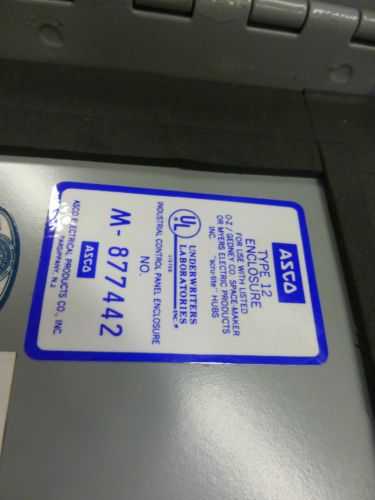 ASCO
TYPE 12
ENCLOSURE
FOR USE WITH LISTED
O-Z / GEDNEY CO. SPACE-MAKER
OR MYERS ELECTRIC PRODUCTS
INC. "scru-tite" HUBS
UL
UNDERWRITERS
LABORATORIES INC.®
LISTED
INDUSTRIAL CONTROL PANEL ENCLOSURE
NO.
M-877442
ASCO
ASCO ELECTRICAL PRODUCTS CO., INC.
PARSIPPANY, N.J.